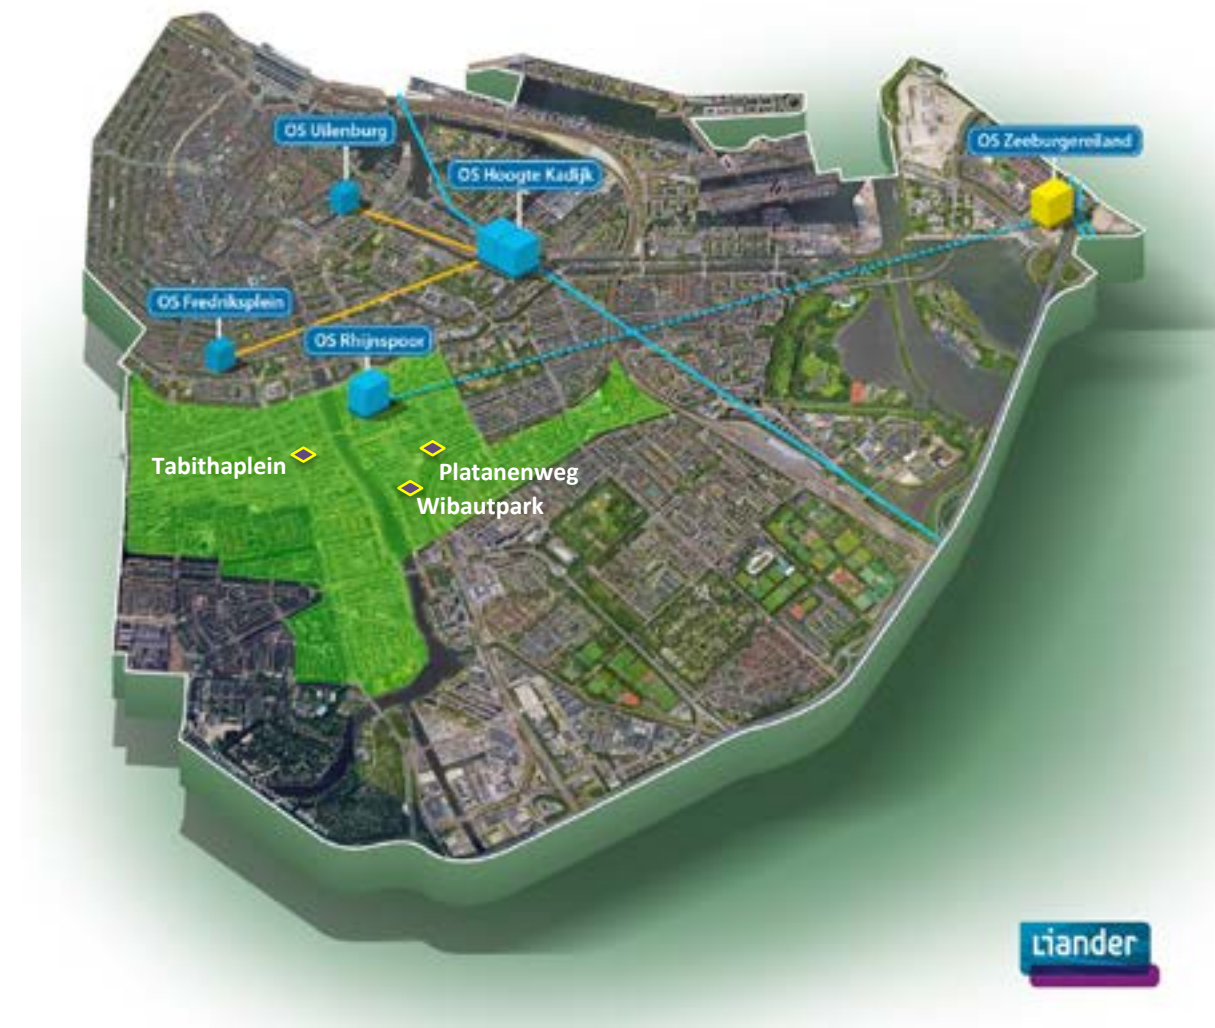 OS Uilenburg
OS Zeeburgereiland
OS Hoogte Kadijk
OS Fredriksplein
OS Rhijnspoor
Tabithaplein
Platanenweg
Wibautpark
Liander